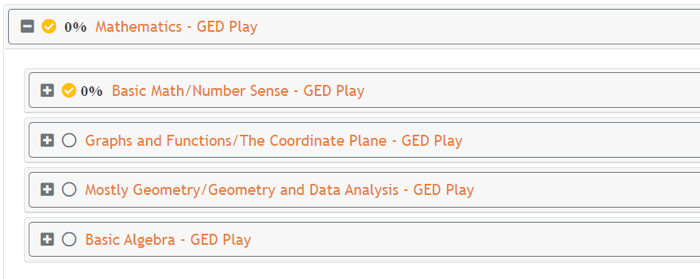 0% Mathematics - GED Play
0% Basic Math/Number Sense - GED Play
Graphs and Functions/The Coordinate Plane - GED Play
Mostly Geometry/Geometry and Data Analysis - GED Play
Basic Algebra - GED Play